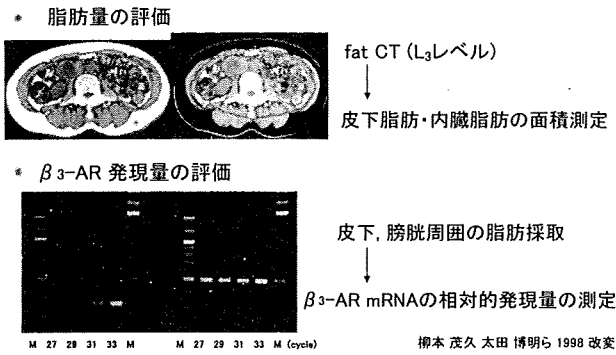 • 脂肪量の評価
fat CT (L₃レベル)
皮下脂肪・内臓脂肪の面積測定
• β3-AR 発現量の評価
皮下, 膀胱周囲の脂肪採取
β3-AR mRNAの相対的発現量の測定
M 27 29 31 33 M M 27 29 31 33 M (cycle)
柳本 茂久 太田 博明ら 1998 改変